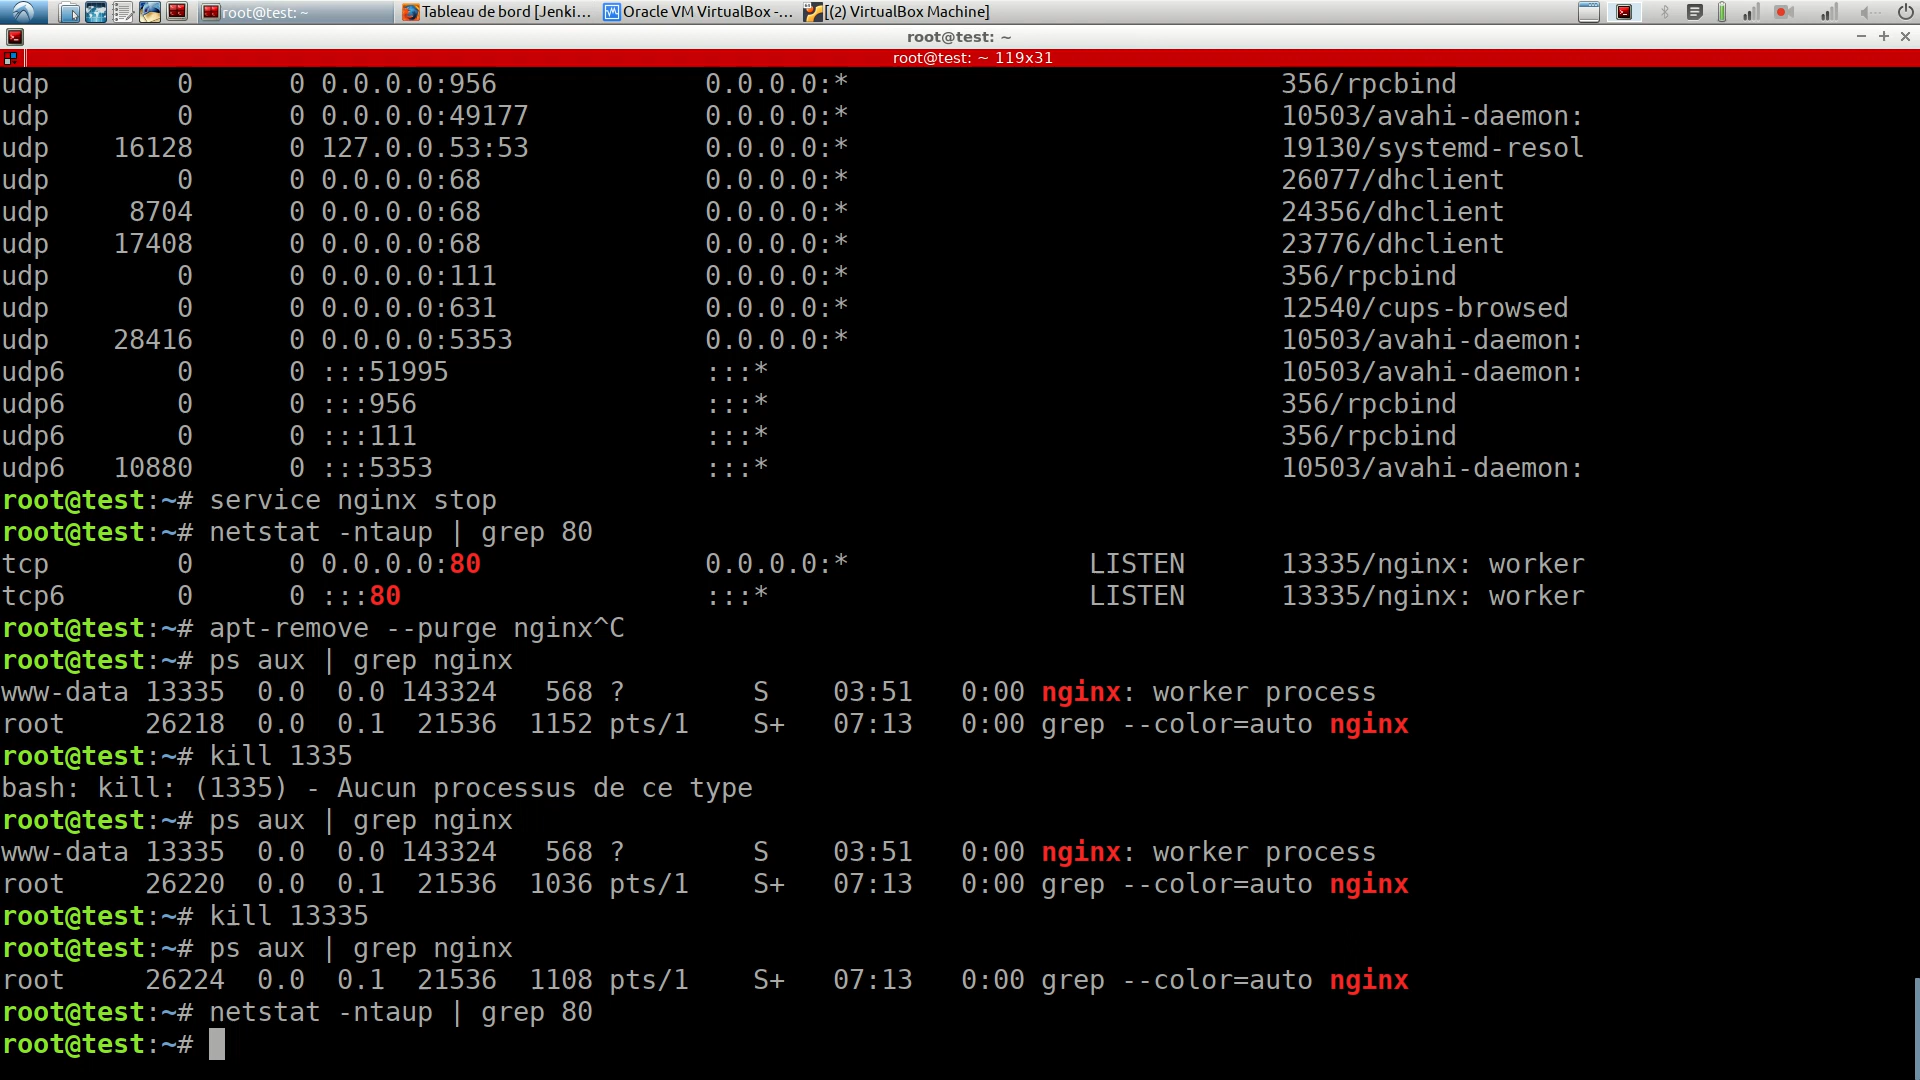 root@test: ~
Tableau de bord [Jenki...
Oracle VM VirtualBox -...
[(2) VirtualBox Machine]
root@test: ~
root@test: ~ 119x31
udp        0      0 0.0.0.0:956             0.0.0.0:*                           356/rpcbind
udp        0      0 0.0.0.0:49177           0.0.0.0:*                           10503/avahi-daemon:
udp    16128      0 127.0.0.53:53           0.0.0.0:*                           19130/systemd-resol
udp        0      0 0.0.0.0:68              0.0.0.0:*                           26077/dhclient
udp     8704      0 0.0.0.0:68              0.0.0.0:*                           24356/dhclient
udp    17408      0 0.0.0.0:68              0.0.0.0:*                           23776/dhclient
udp        0      0 0.0.0.0:111             0.0.0.0:*                           356/rpcbind
udp        0      0 0.0.0.0:631             0.0.0.0:*                           12540/cups-browsed
udp    28416      0 0.0.0.0:5353            0.0.0.0:*                           10503/avahi-daemon:
udp6       0      0 :::51995                :::*                                10503/avahi-daemon:
udp6       0      0 :::956                  :::*                                356/rpcbind
udp6       0      0 :::111                  :::*                                356/rpcbind
udp6   10880      0 :::5353                 :::*                                10503/avahi-daemon:
root@test:~# service nginx stop
root@test:~# netstat -ntaup | grep 80
tcp        0      0 0.0.0.0:80              0.0.0.0:*               LISTEN      13335/nginx: worker
tcp6       0      0 :::80                   :::*                    LISTEN      13335/nginx: worker
root@test:~# apt-remove --purge nginx^C
root@test:~# ps aux | grep nginx
www-data 13335  0.0  0.0 143324   568 ?        S    03:51   0:00 nginx: worker process
root     26218  0.0  0.1  21536  1152 pts/1    S+   07:13   0:00 grep --color=auto nginx
root@test:~# kill 1335
bash: kill: (1335) - Aucun processus de ce type
root@test:~# ps aux | grep nginx
www-data 13335  0.0  0.0 143324   568 ?        S    03:51   0:00 nginx: worker process
root     26220  0.0  0.1  21536  1036 pts/1    S+   07:13   0:00 grep --color=auto nginx
root@test:~# kill 13335
root@test:~# ps aux | grep nginx
root     26224  0.0  0.1  21536  1108 pts/1    S+   07:13   0:00 grep --color=auto nginx
root@test:~# netstat -ntaup | grep 80
root@test:~#